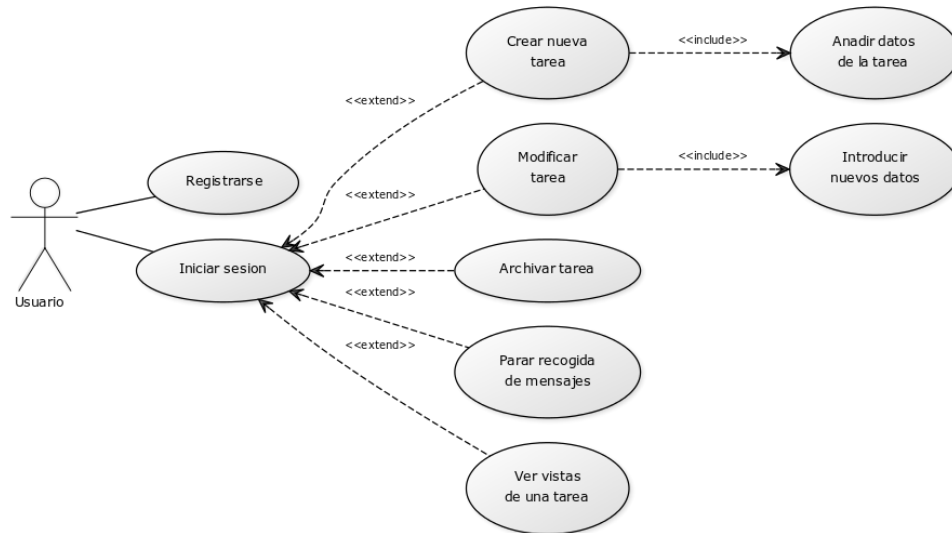 Crear nueva
tarea
<<include>>
Anadir datos
de la tarea
<<extend>>
Modificar
tarea
<<include>>
Introducir
nuevos datos
Registrarse
<<extend>>
Usuario
Iniciar sesion
<<extend>>
Archivar tarea
<<extend>>
Parar recogida
de mensajes
<<extend>>
Ver vistas
de una tarea